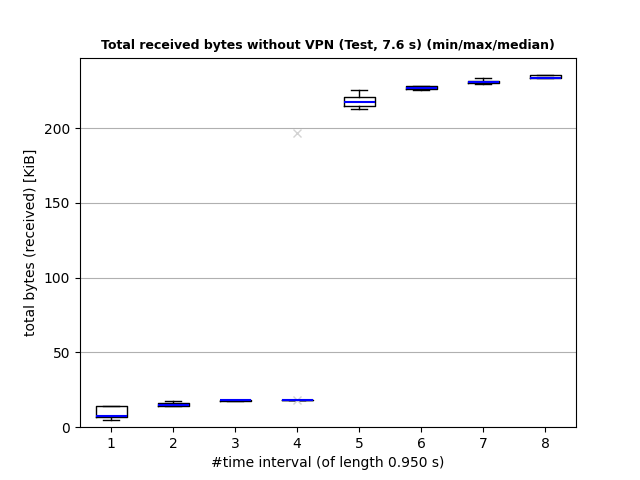 Total received bytes without VPN (Test, 7.6 s) (min/max/median)
total bytes (received) [KiB]
200
150
100
50
0
1 2 3 4 5 6 7 8
#time interval (of length 0.950 s)